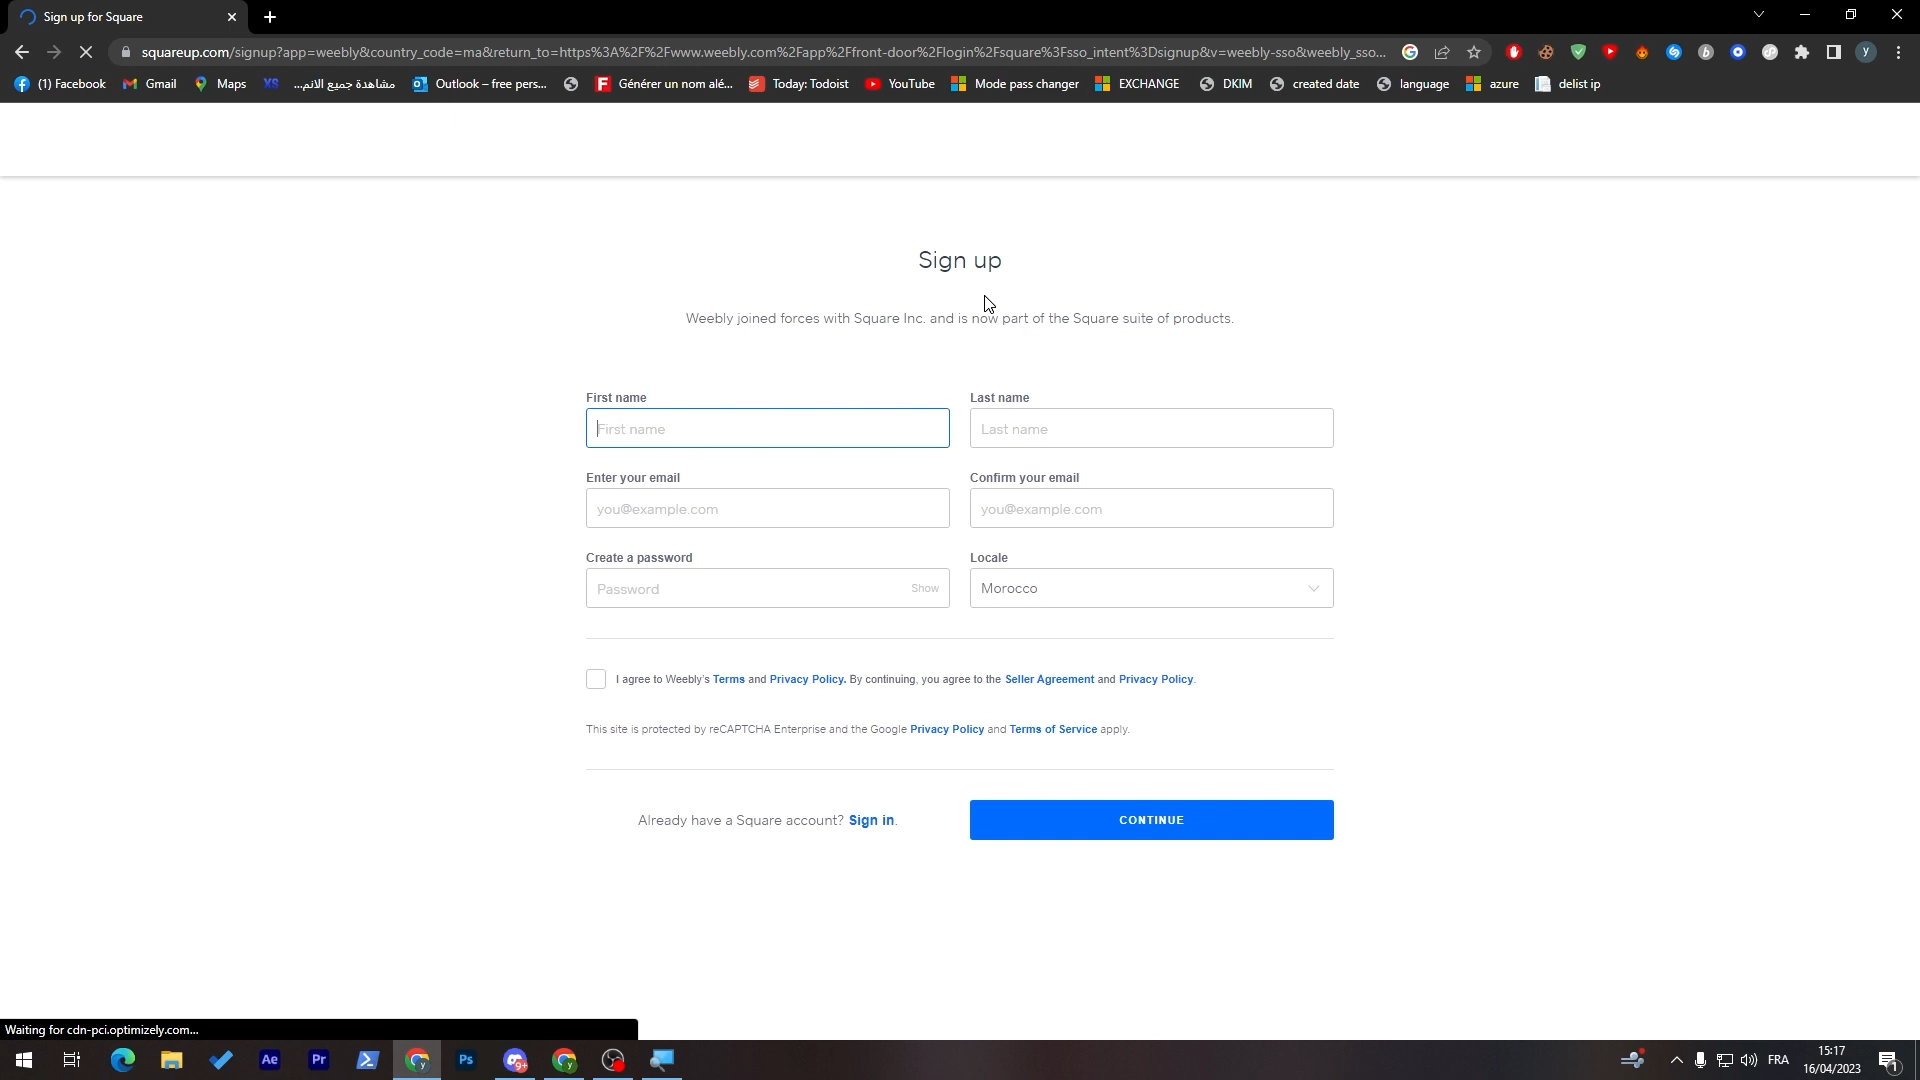 Sign up for Square
squareup.com/signup?app=weebly&country_code=ma&return_to=https%3A%2F%2Fwww.weebly.com%2Fapp%2Ffront-door%2Flogin%2Fsquare%3Fsso_intent%3Dsignup&v=weebly-sso&weebly_sso...
(1) Facebook
Gmail
Maps
XS
مشاهدة جميع الانم...
Outlook – free pers...
Générer un nom alé...
Today: Todoist
YouTube
Mode pass changer
EXCHANGE
DKIM
created date
language
azure
delist ip
Sign up
Weebly joined forces with Square Inc. and is now part of the Square suite of products.
First name
Last name
First name
Last name
Enter your email
Confirm your email
you@example.com
you@example.com
Create a password
Locale
Password
Show
Morocco
I agree to Weebly's Terms and Privacy Policy. By continuing, you agree to the Seller Agreement and Privacy Policy.
This site is protected by reCAPTCHA Enterprise and the Google Privacy Policy and Terms of Service apply.
Already have a Square account? Sign in.
CONTINUE
Waiting for cdn-pci.optimizely.com...
Ae
Pr
Ps
9+
FRA
15:17
16/04/2023
1